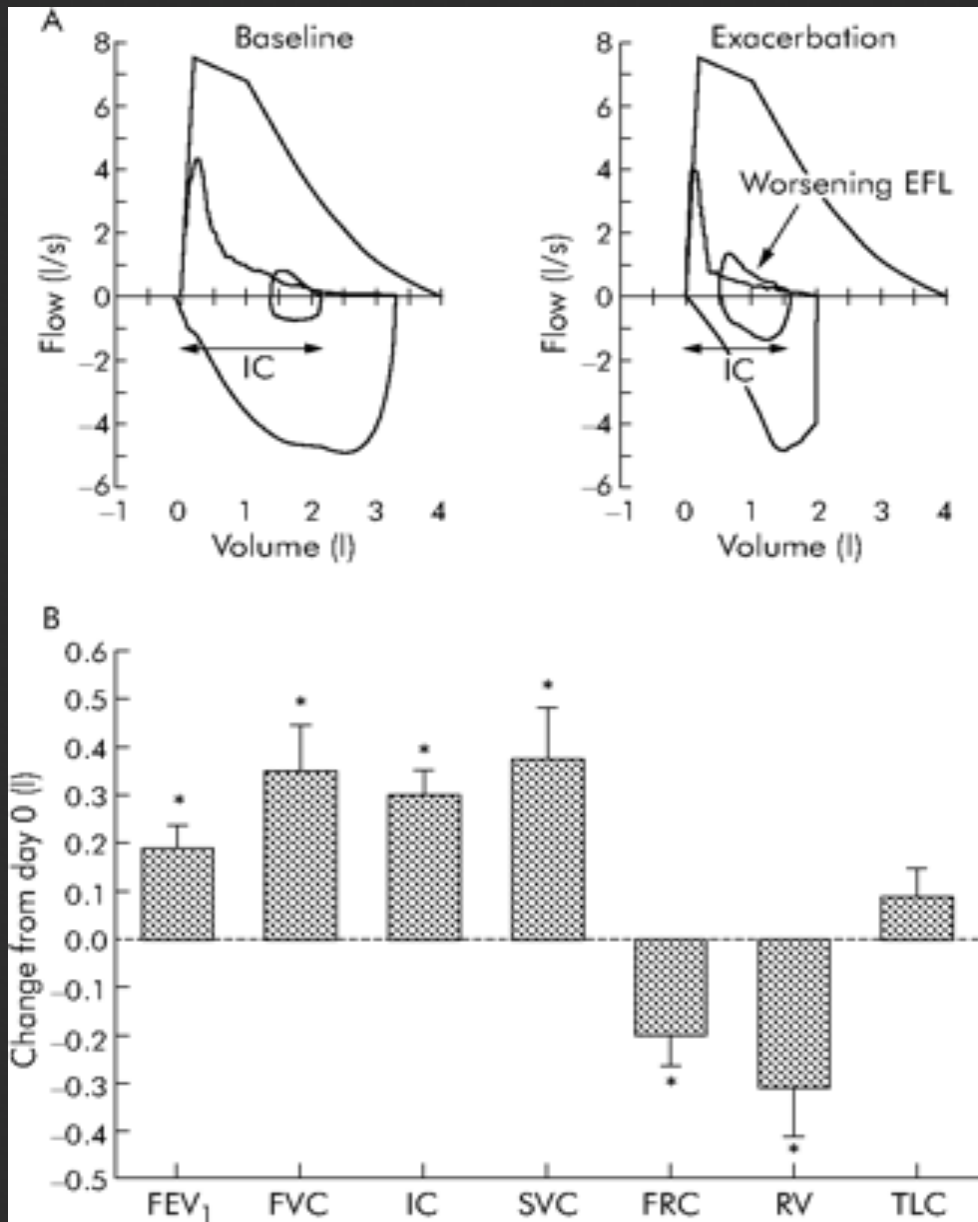 A
Baseline
Exacerbation
8
6
4
2
0
–2
–4
–6
Flow (l/s)
IC
–1 0 1 2 3 4
Volume (l)
8
6
4
2
0
–2
–4
–6
Flow (l/s)
Worsening EFL
IC
–1 0 1 2 3 4
Volume (l)
B
0.6
0.5
0.4
0.3
0.2
0.1
0.0
–0.1
–0.2
–0.3
–0.4
–0.5
Change from day 0 (l)
* * * * * *
FEV₁ FVC IC SVC FRC RV TLC